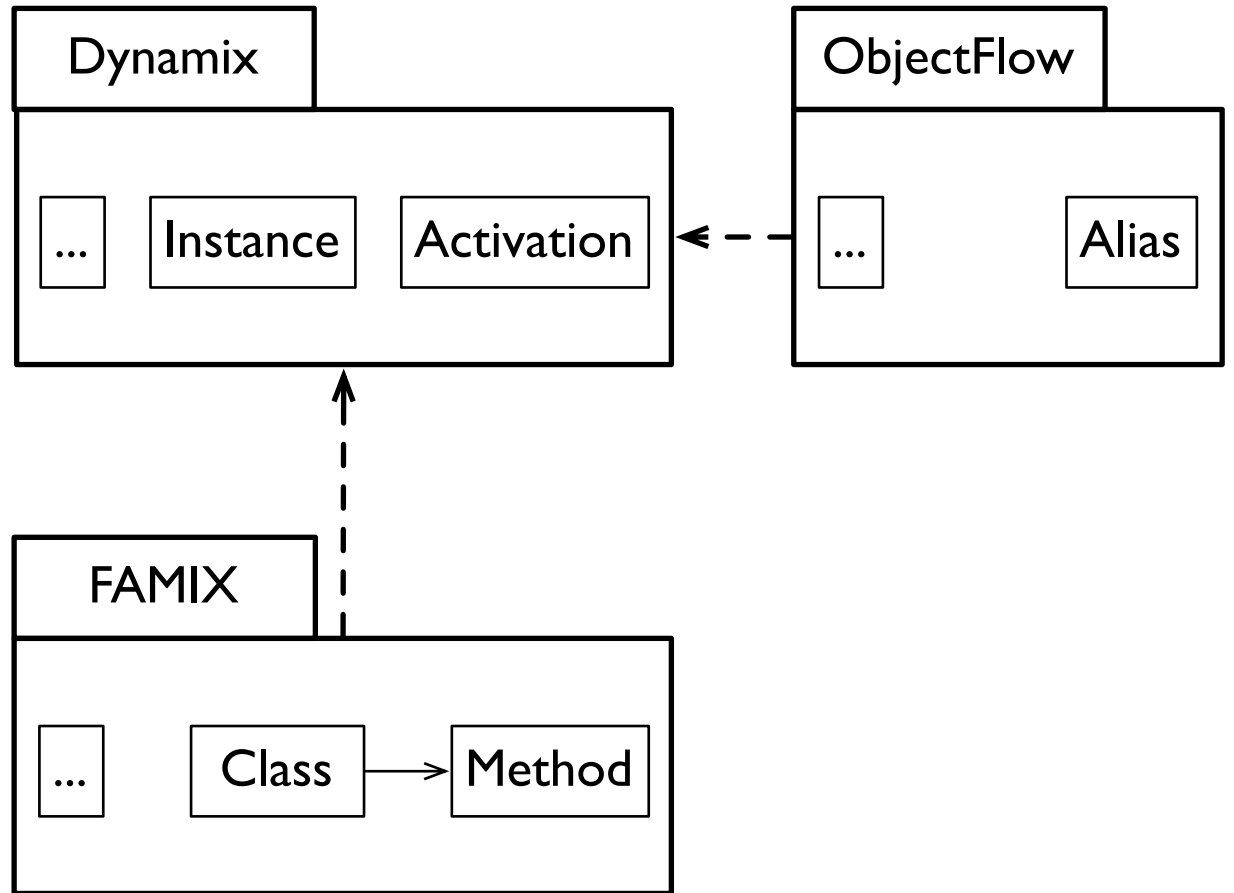 Dynamix
ObjectFlow
... Instance Activation
... Alias
FAMIX
... Class Method